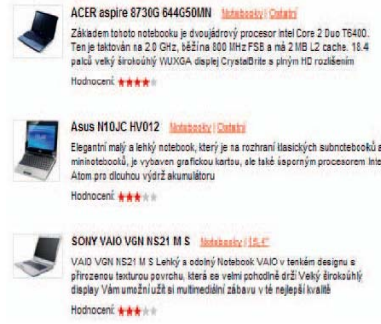 ACER aspire 8730G 644G50MN Notebooky | Ostatní
Základem tohoto notebooku je dvoujádrový procesor Intel Core 2 Duo T6400.
Ten je taktován na 2.0 GHz, běží na 800 MHz FSB a má 2 MB L2 cache. 18.4
palců velký širokoúhlý WUXGA displej CrystalBrite a plným HD rozlišením
Hodnocení:
Asus N10JC HV012 Notebooky | Ostatní
Elegantní malý a lehký notebook, který je na rozhraní klasických subnotebooků a
mininotebooků, je vybaven grafickou kartou, ale také úsporným procesorem Inte
Atom pro dlouhou výdrž akumulátoru
Hodnocení:
SONY VAIO VGN NS21 M S Notebooky | 15,4"
VAIO VGN NS21 M S Lehký a odolný Notebook VAIO v tenkém designu s
přirozenou texturou povrchu, která se velmi pohodlně drží Velký širokoúhlý
display Vám umožní užít si multimediální zábavu v té nejlepší kvalitě
Hodnocení: